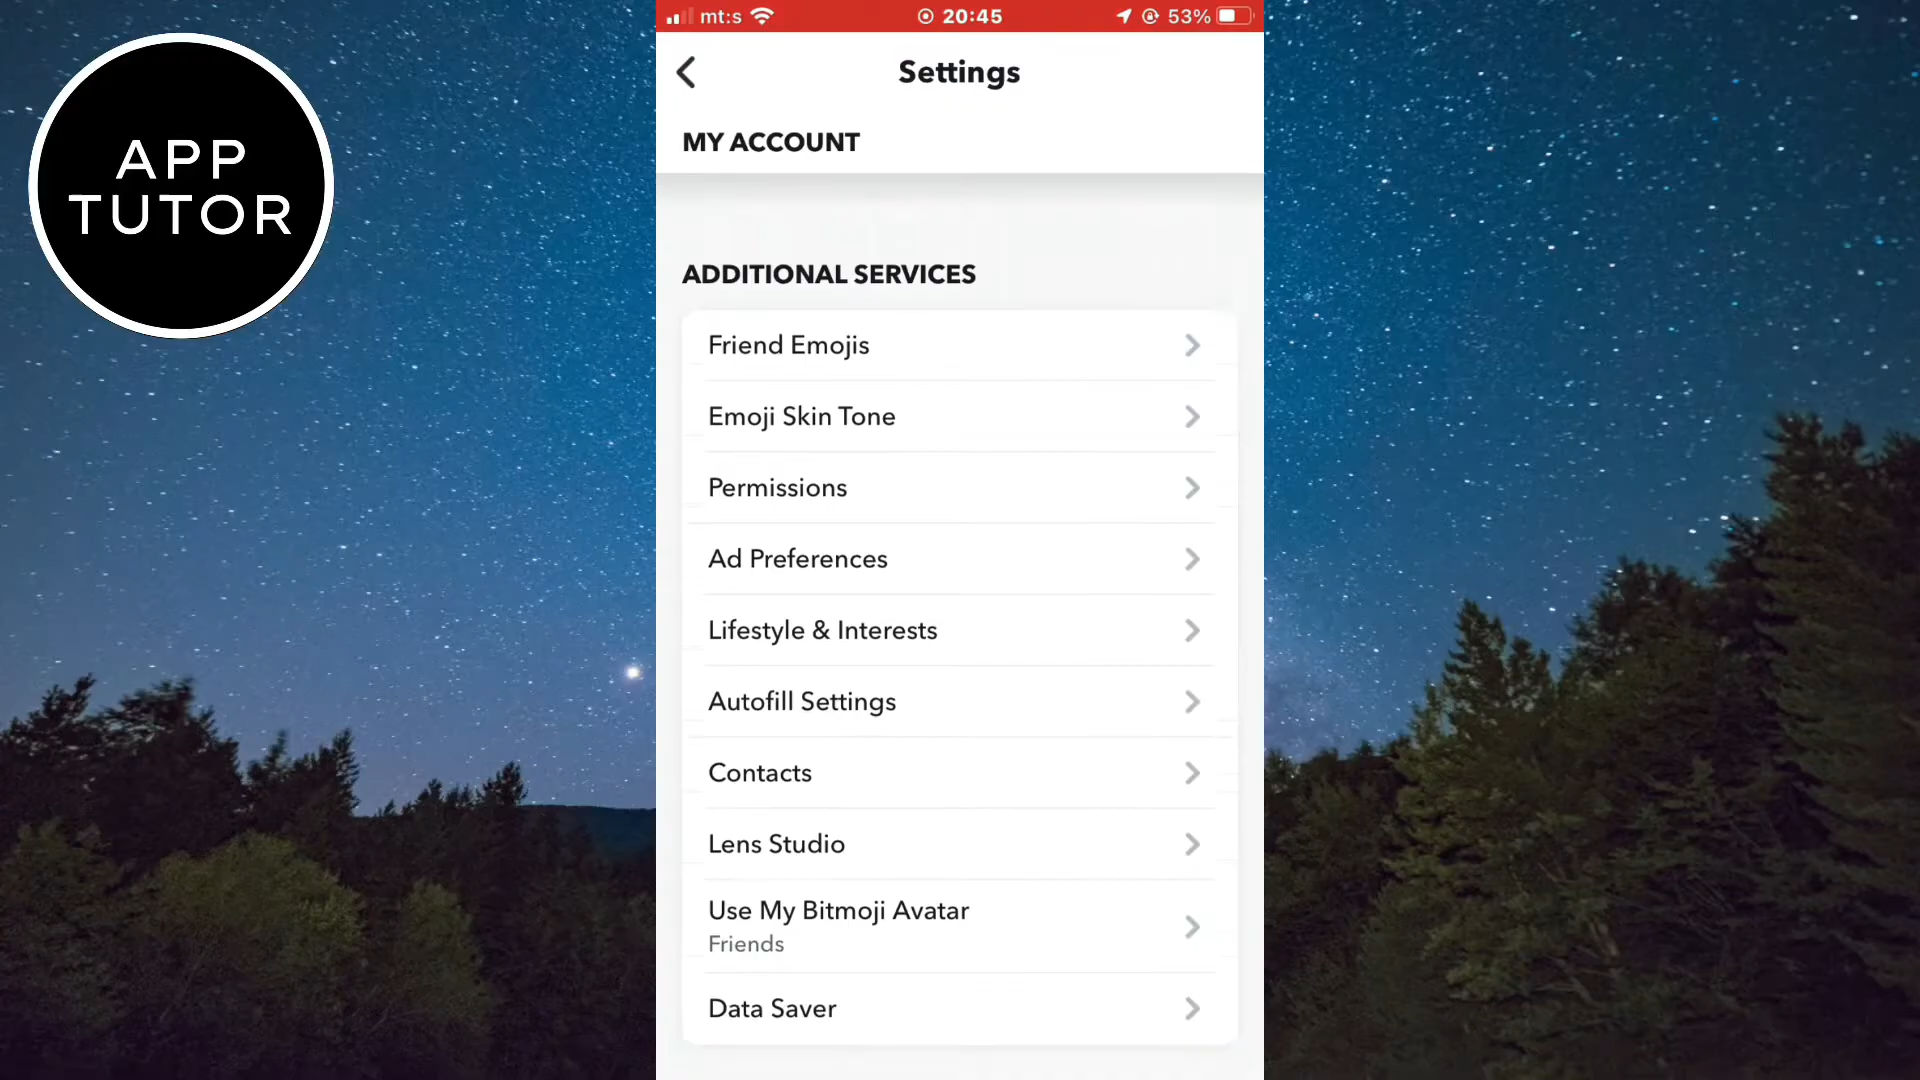 APP
TUTOR
mt:s 20:45 53%
Settings
MY ACCOUNT
ADDITIONAL SERVICES
Friend Emojis
Emoji Skin Tone
Permissions
Ad Preferences
Lifestyle & Interests
Autofill Settings
Contacts
Lens Studio
Use My Bitmoji Avatar
Friends
Data Saver